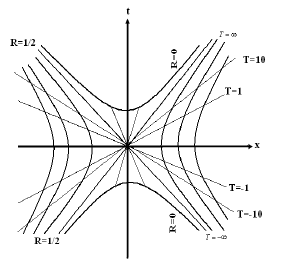 t
R=1/2
R=0
T=∞
T=10
T=1
x
T=-1
T=-10
R=1/2
R=0
T=-∞